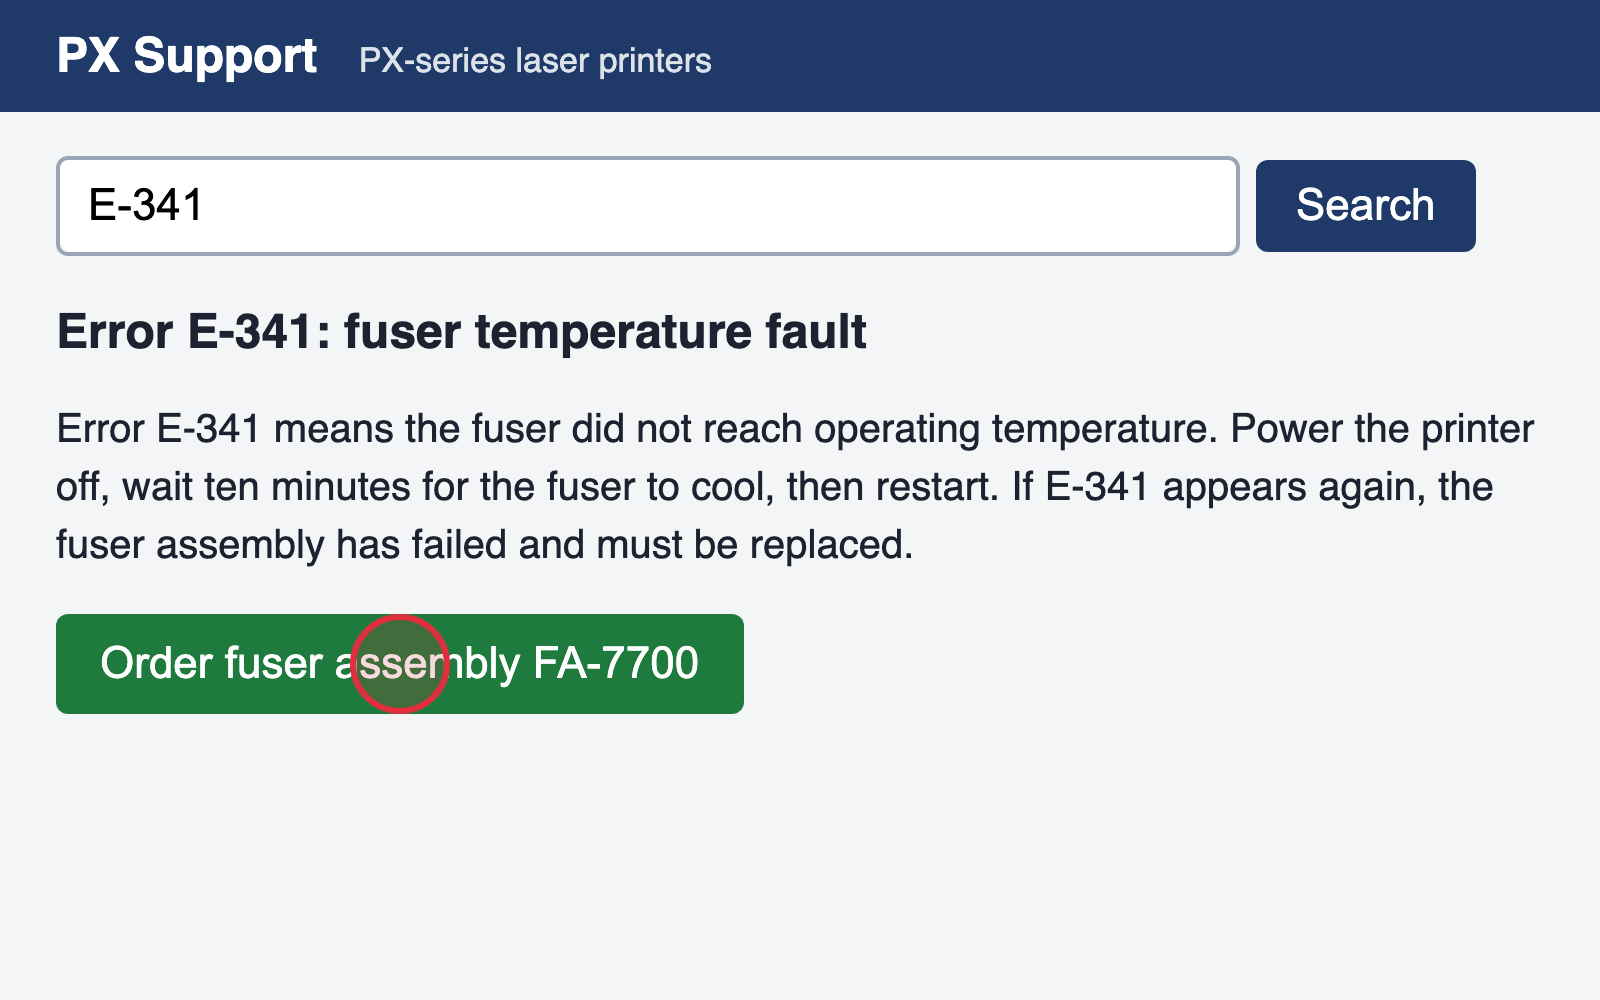 PX Support PX-series laser printers
E-341 Search
Error E-341: fuser temperature fault
Error E-341 means the fuser did not reach operating temperature. Power the printer
off, wait ten minutes for the fuser to cool, then restart. If E-341 appears again, the
fuser assembly has failed and must be replaced.
Order fuser assembly FA-7700